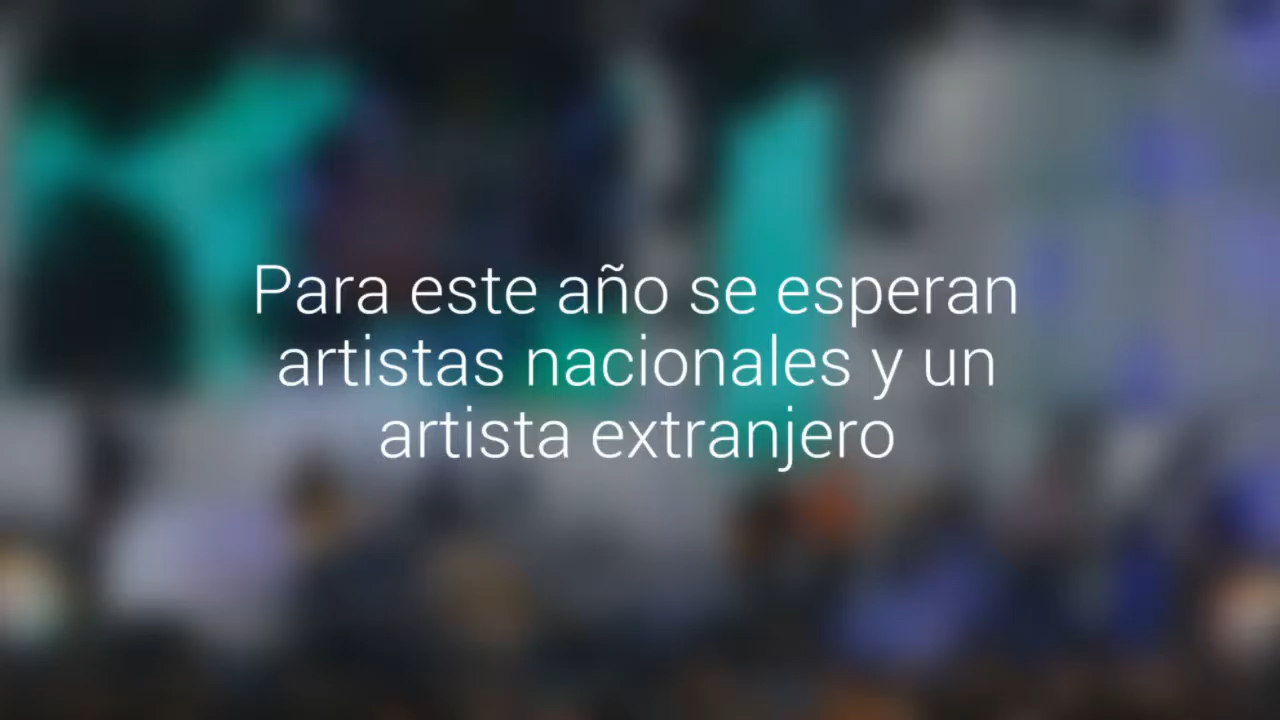 Para este año se esperan
artistas nacionales y un
artista extranjero